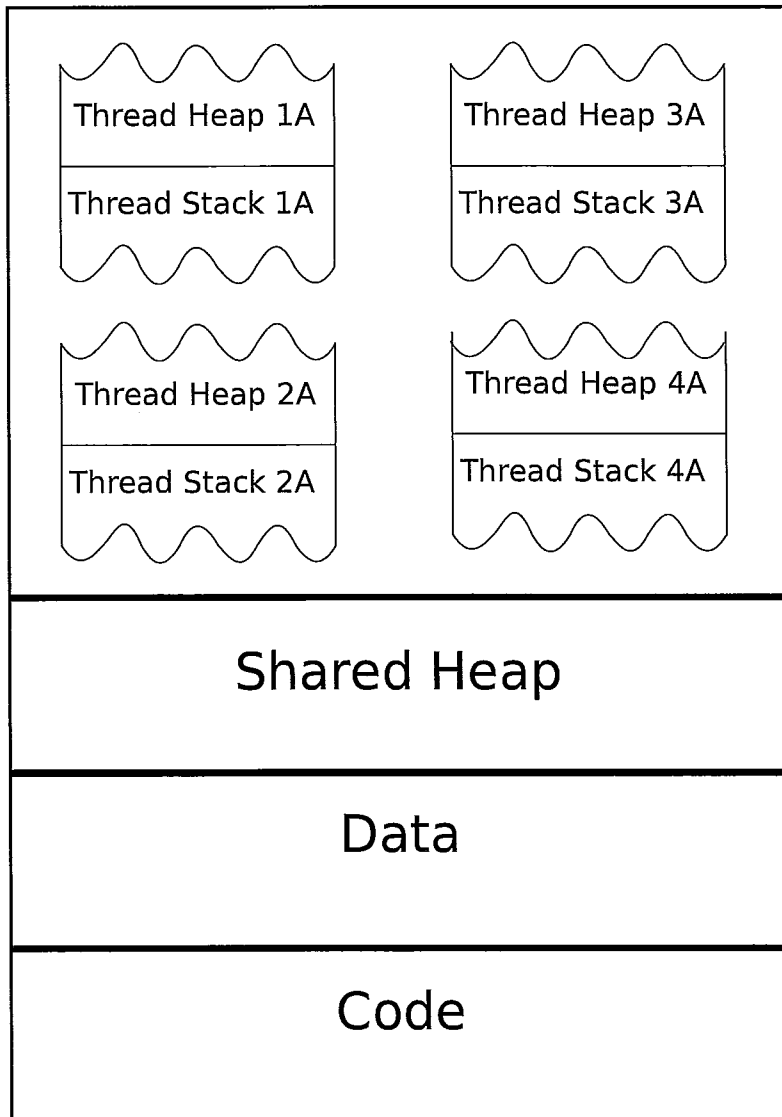 Thread Heap 1A
Thread Stack 1A
Thread Heap 3A
Thread Stack 3A
Thread Heap 2A
Thread Stack 2A
Thread Heap 4A
Thread Stack 4A
Shared Heap
Data
Code